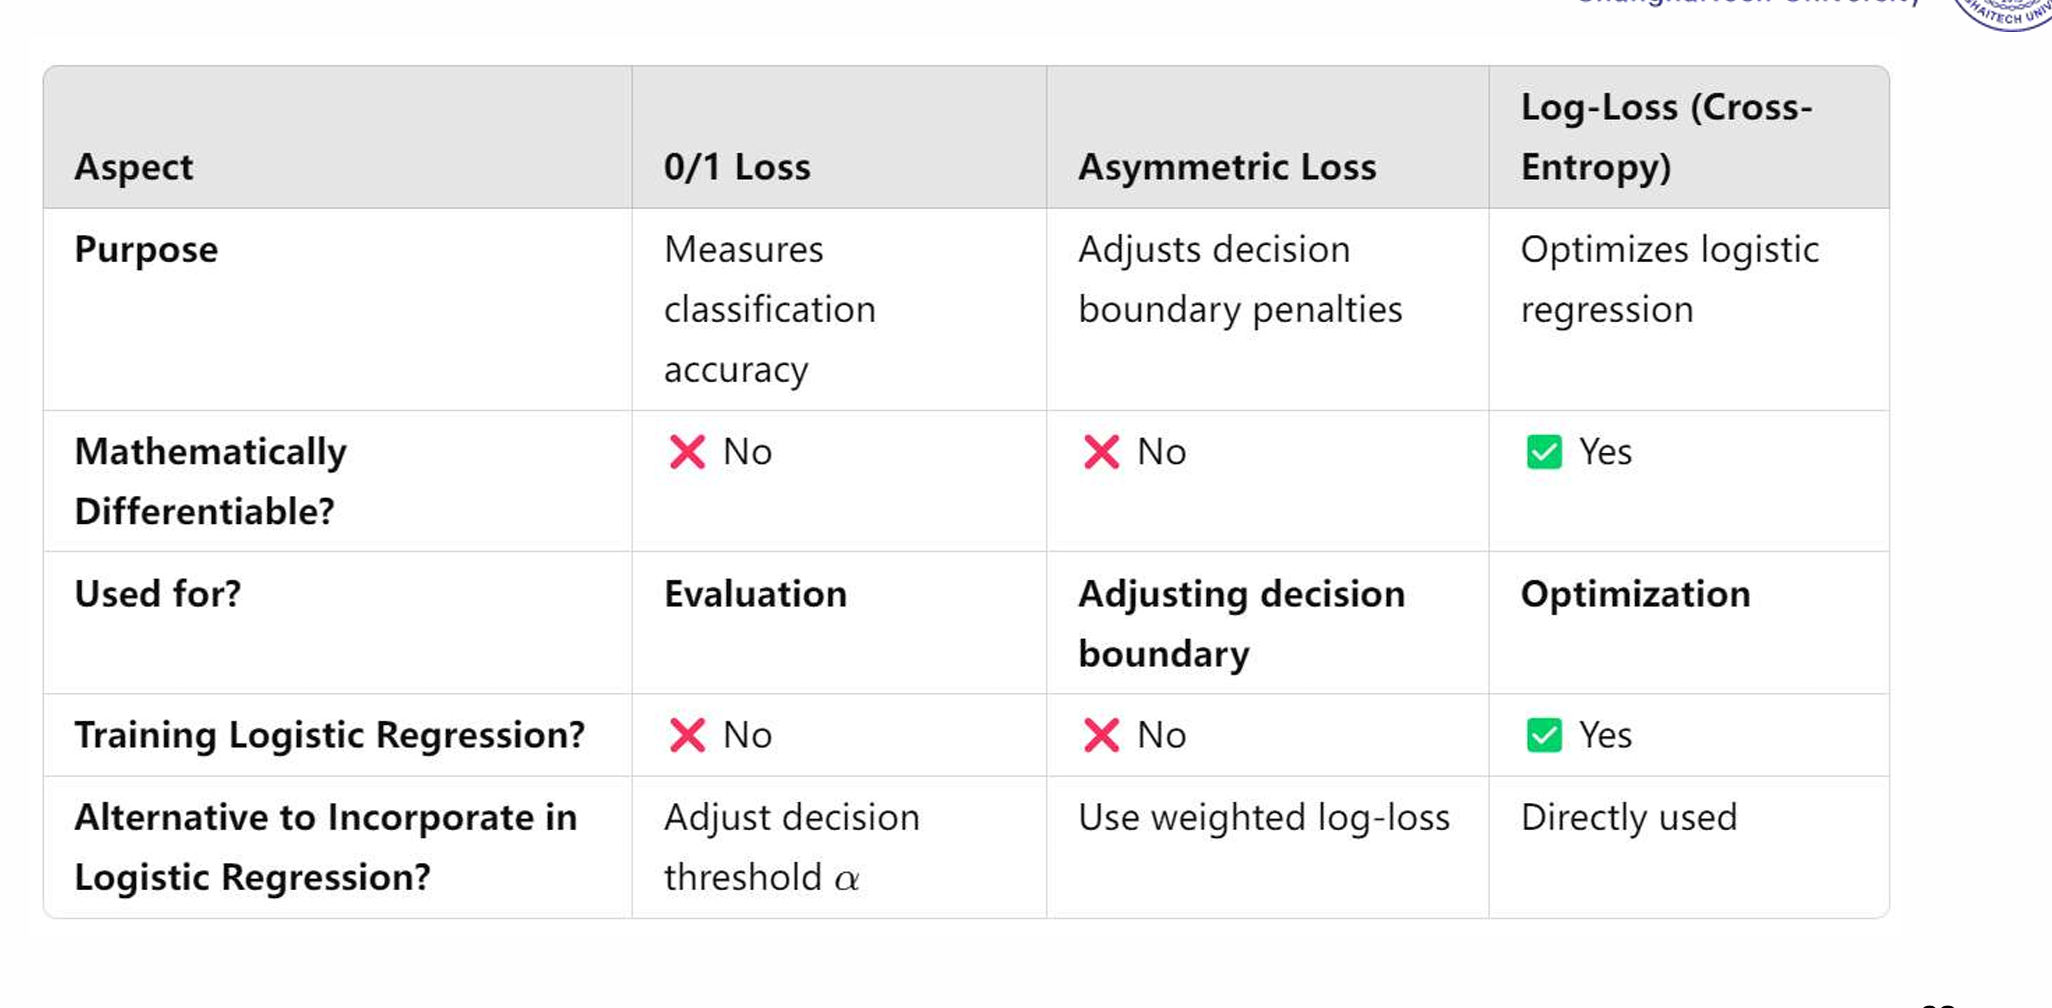 Aspect
0/1 Loss
Asymmetric Loss
Log-Loss (Cross-
Entropy)
Purpose
Measures
classification
accuracy
Adjusts decision
boundary penalties
Optimizes logistic
regression
Mathematically
Differentiable?
❌ No
❌ No
✅ Yes
Used for?
Evaluation
Adjusting decision
boundary
Optimization
Training Logistic Regression?
❌ No
❌ No
✅ Yes
Alternative to Incorporate in
Logistic Regression?
Adjust decision
threshold α
Use weighted log-loss
Directly used